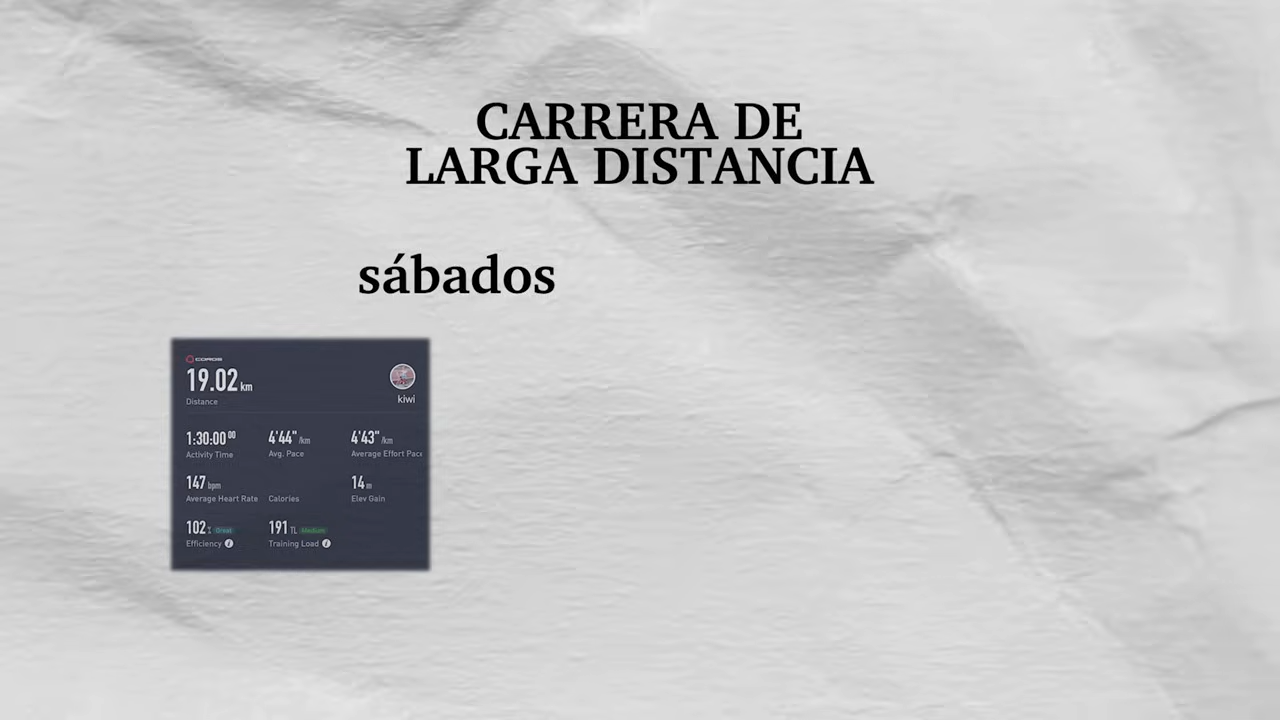 CARRERA DE
LARGA DISTANCIA
sábados
COROS
19.02 km
Distance
kiwi
1:30:00 00
Activity Time
4'44" /km
Avg. Pace
4'43" /km
Average Effort Pace
147 bpm
Average Heart Rate
Calories
14 m
Elev Gain
102 % Great
Efficiency i
191 TL Medium
Training Load i